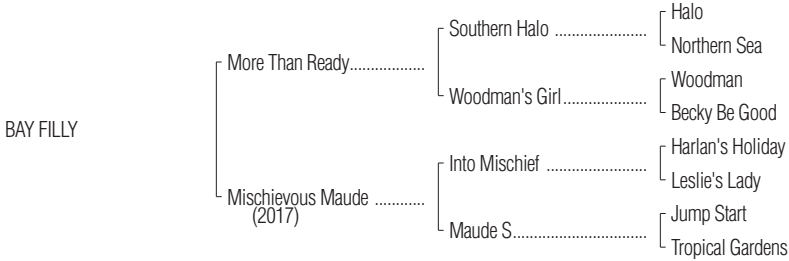 Halo
Southern Halo ......................
Northern Sea
More Than Ready..................
Woodman
Woodman's Girl....................
Becky Be Good
BAY FILLY
Harlan's Holiday
Into Mischief ........................
Leslie's Lady
Mischievous Maude ............
(2017)
Jump Start
Maude S................................
Tropical Gardens